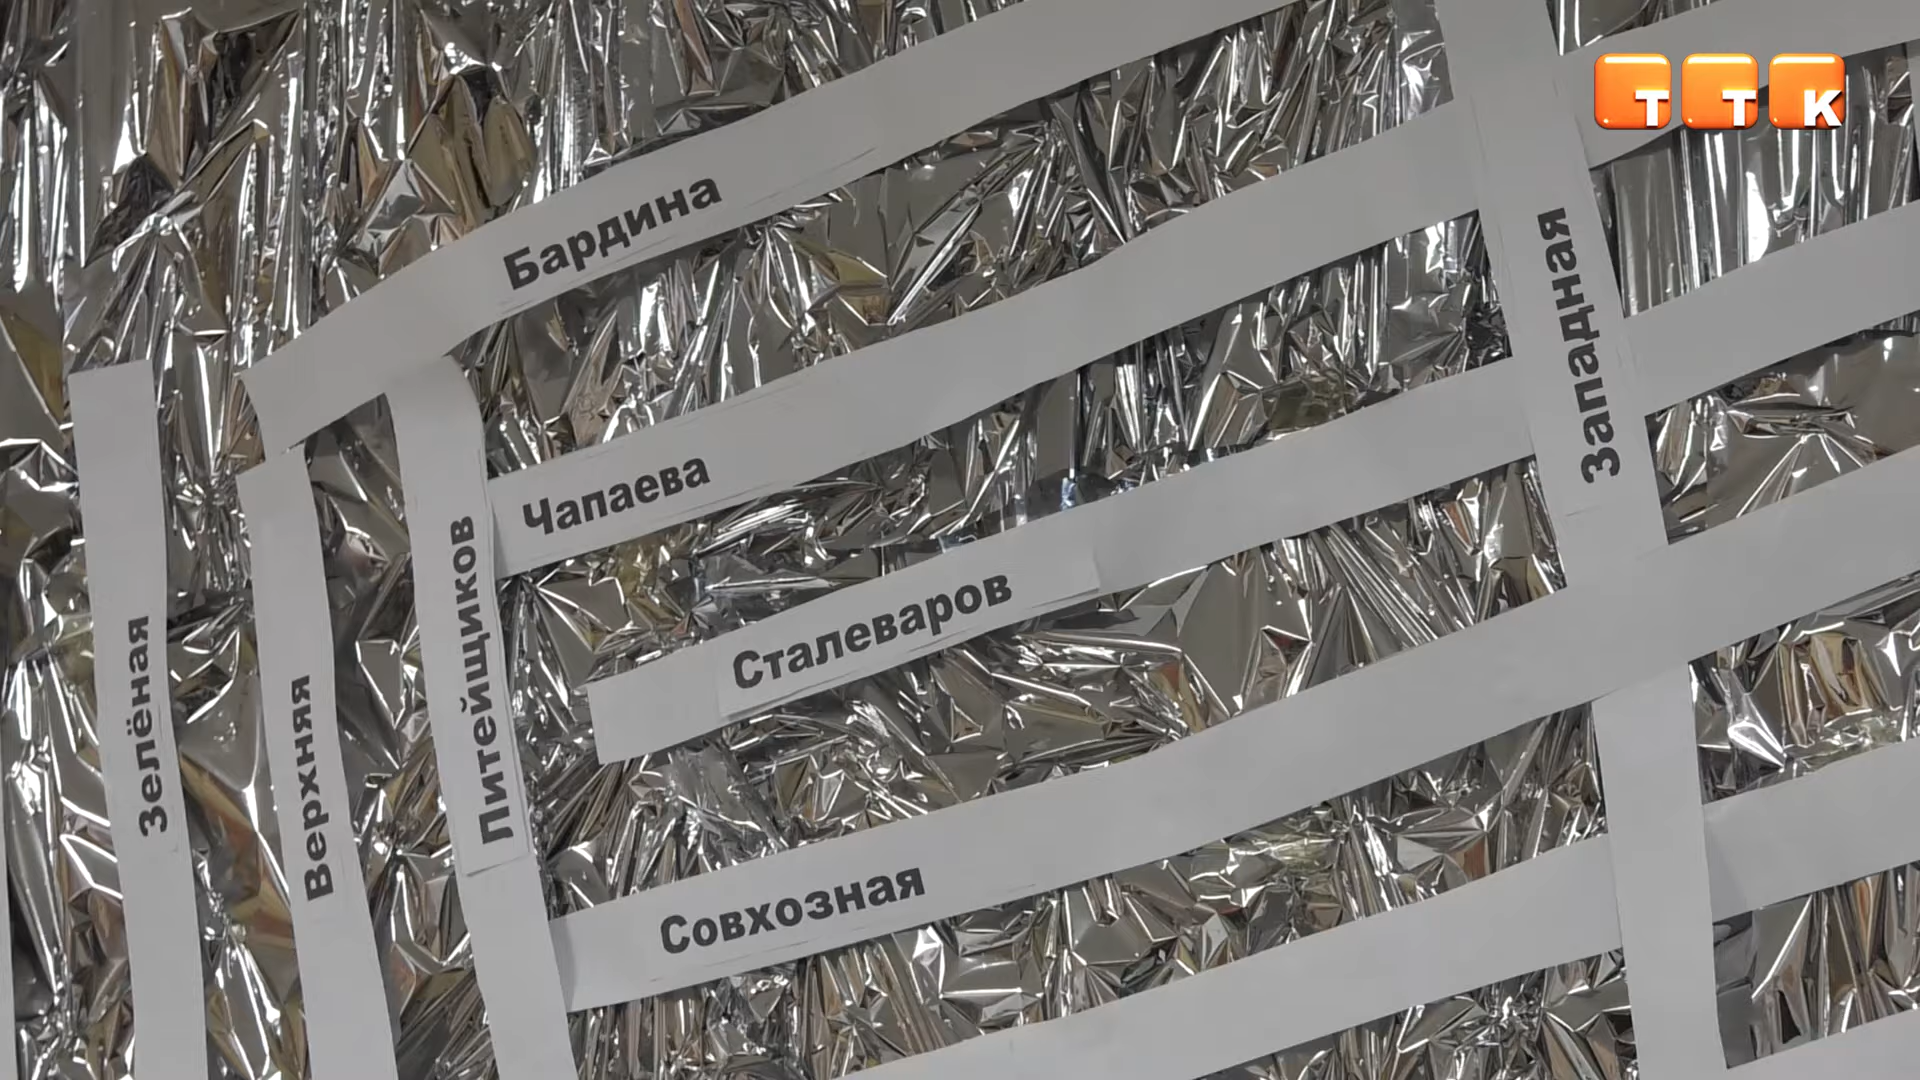 ТТК
Бардина
Западная
Чапаева
Сталеваров
Питейщиков
Зелёная
Верхняя
Совхозная